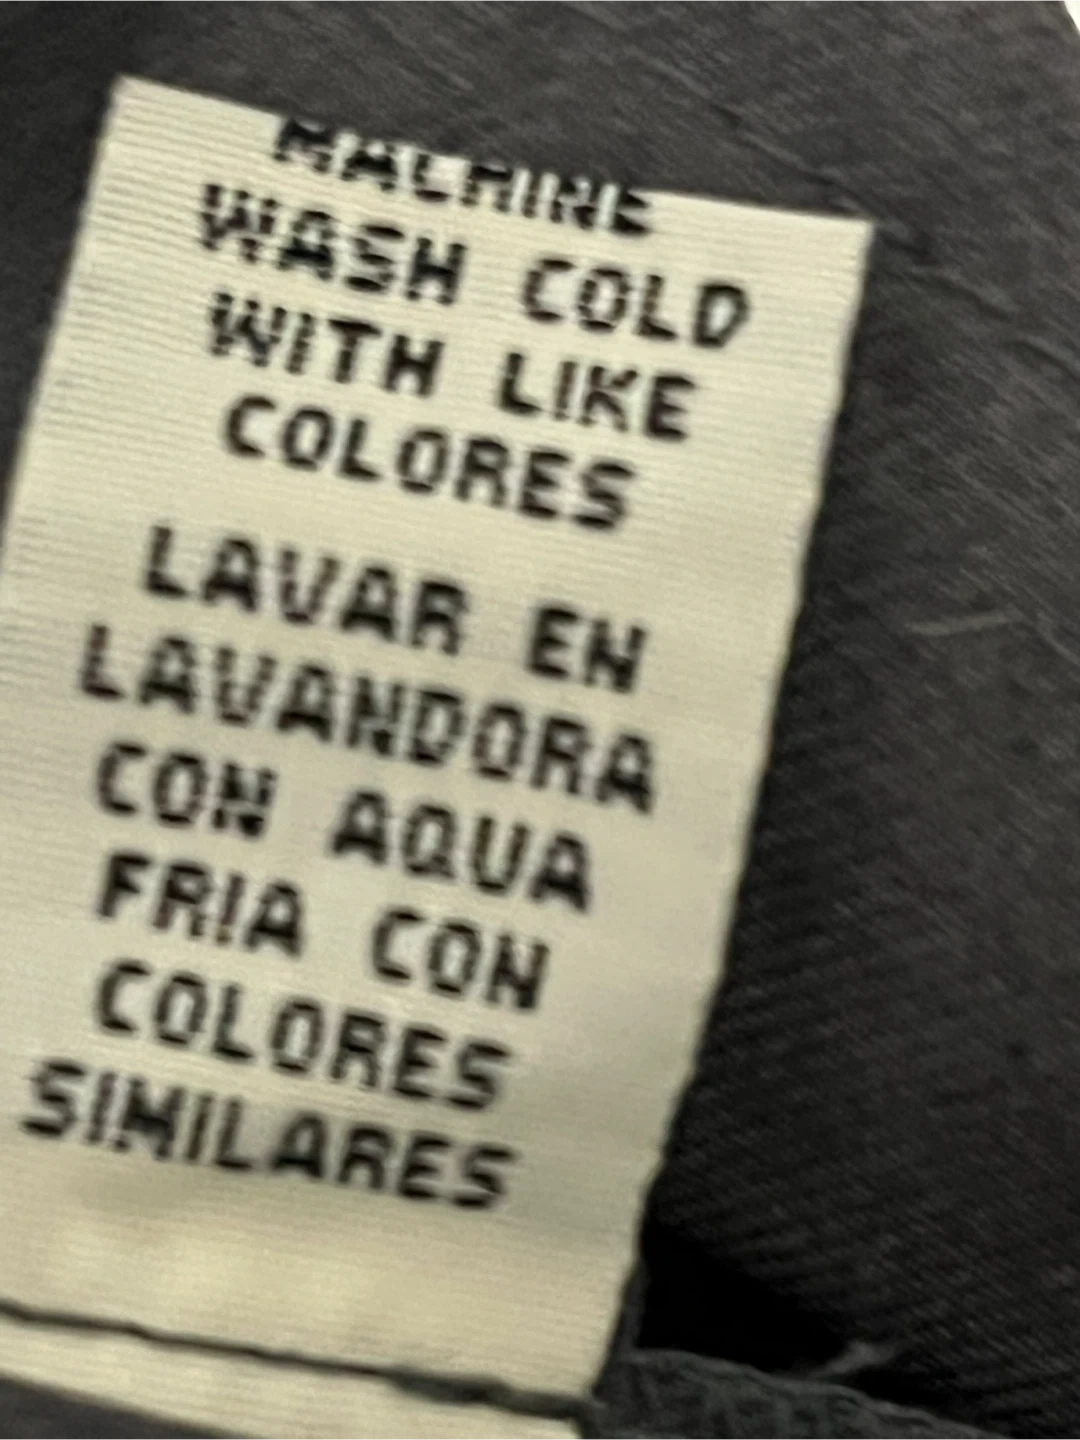 MACHINE
WASH COLD
WITH LIKE
COLORES
LAVAR EN
LAVANDORA
CON AQUA
FRIA CON
COLORES
SIMILARES